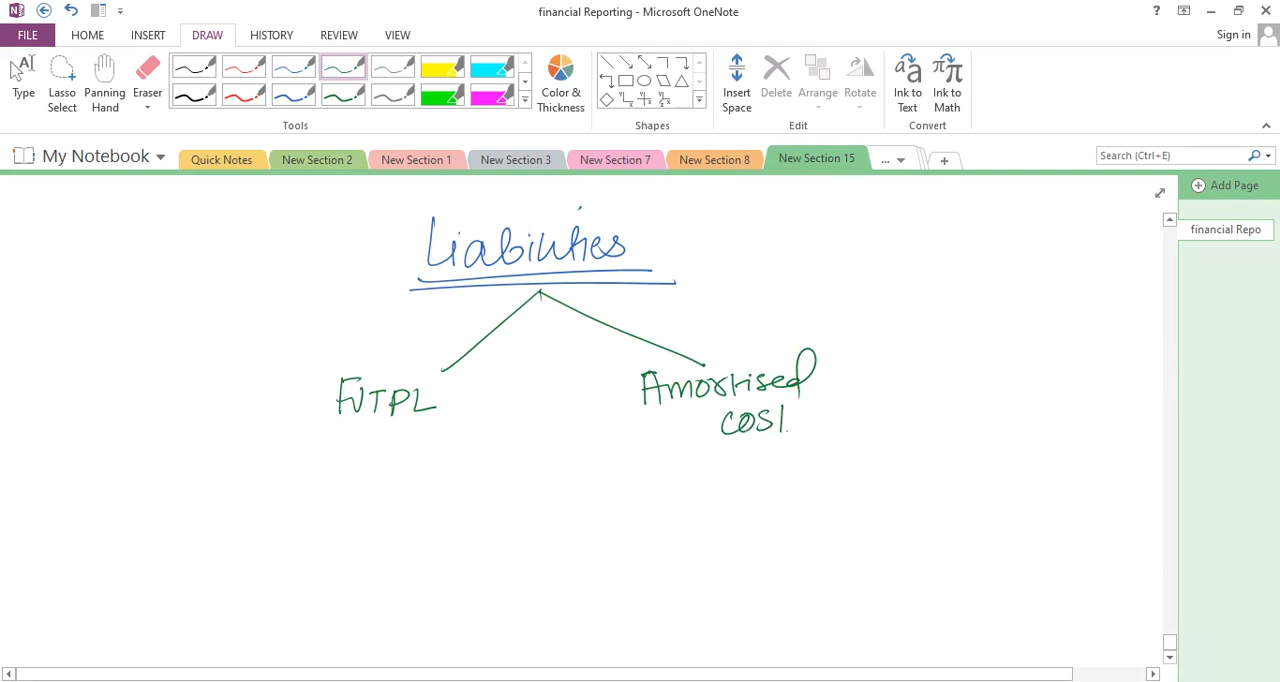 financial Reporting - Microsoft OneNote
?
FILE HOME INSERT DRAW HISTORY REVIEW VIEW
Sign in
Type
Lasso Select
Panning Hand
Eraser
Color & Thickness
Insert Space
Delete
Arrange
Rotate
Ink to Text
Ink to Math
Tools Shapes Edit Convert
My Notebook Quick Notes New Section 2 New Section 1 New Section 3 New Section 7 New Section 8 New Section 15 ... +
Search (Ctrl+E)
Add Page
financial Repo
Liabilities
FVTPL
Amortised
cost.